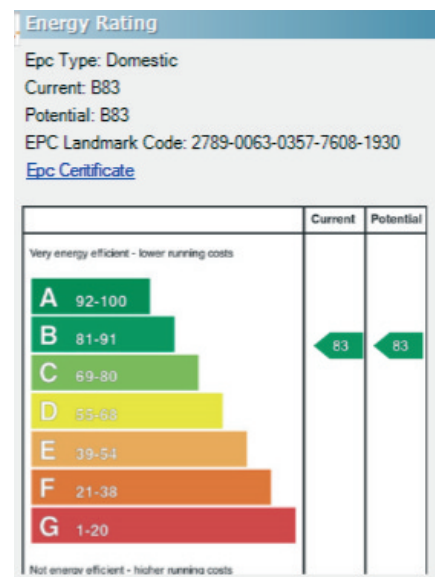 Energy Rating
Epc Type: Domestic
Current: B83
Potential: B83
EPC Landmark Code: 2789-0063-0357-7608-1930
Epc Ceritificate
Current Potential
Very energy efficient - lower running costs
A 92-100
B 81-91 83 83
C 69-80
D 55-68
E 39-54
F 21-38
G 1-20
Not energy efficient - higher running costs